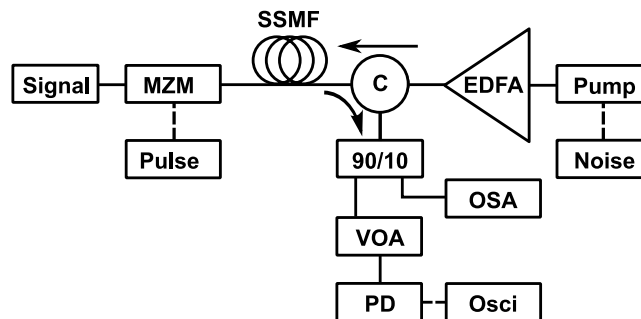 SSMF
Signal
MZM
C
EDFA
Pump
Pulse
90/10
Noise
OSA
VOA
PD
Osci